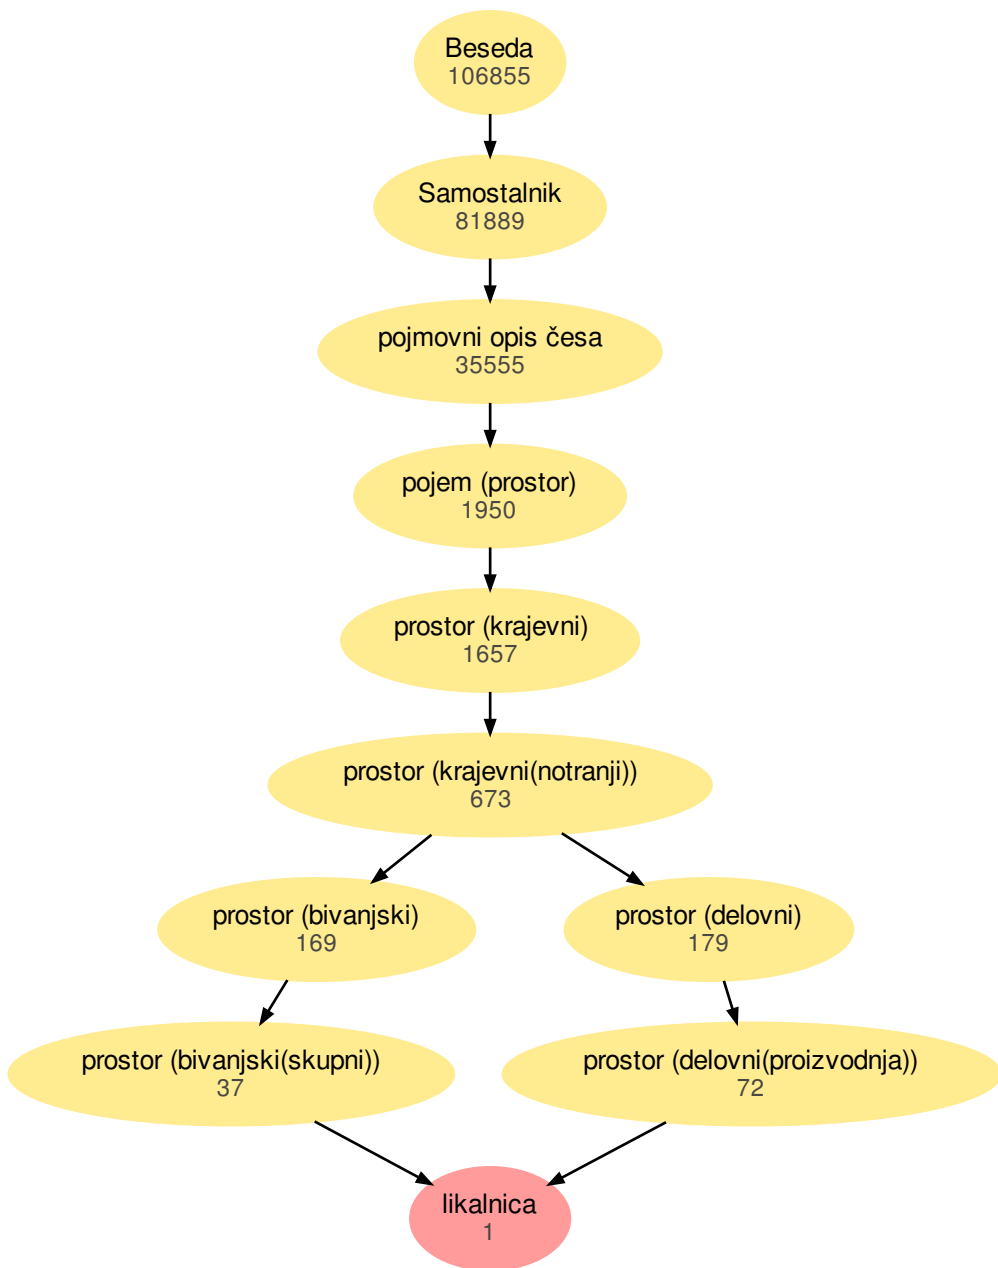 Beseda
106855
Samostalnik
81889
pojmovni opis česa
35555
pojem (prostor)
1950
prostor (krajevni)
1657
prostor (krajevni(notranji))
673
prostor (bivanjski)
169
prostor (delovni)
179
prostor (bivanjski(skupni))
37
prostor (delovni(proizvodnja))
72
likalnica
1